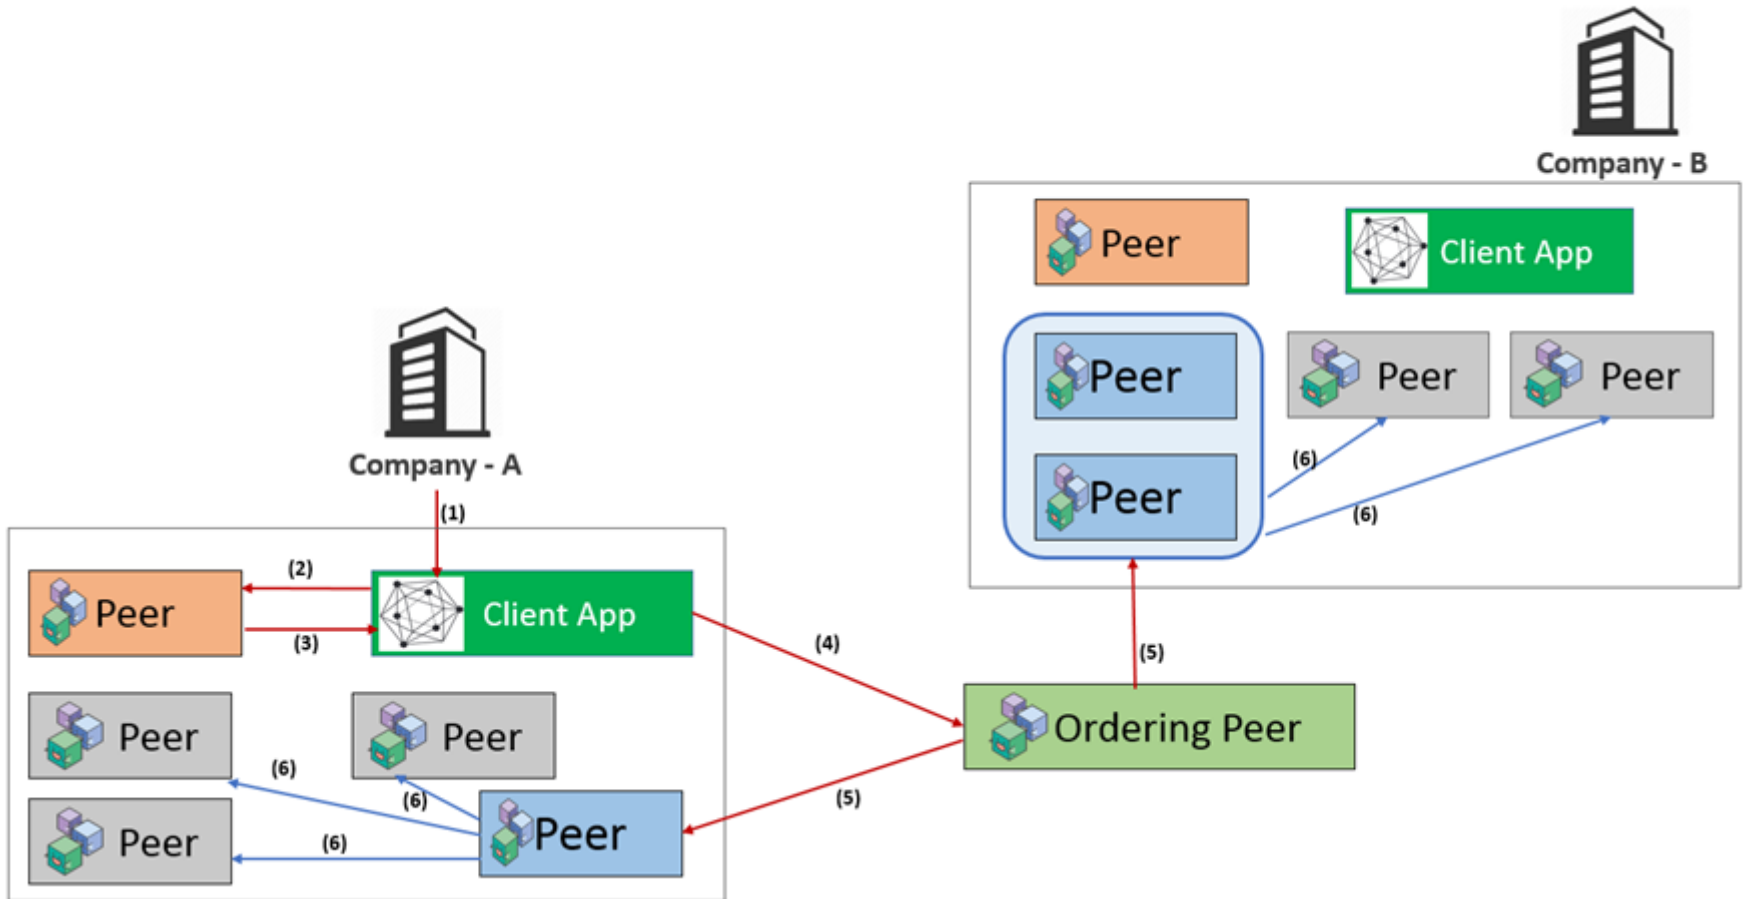 Company - B
Peer
Client App
Peer
Peer
Peer
Peer
(6)
(6)
Company - A
(1)
(2)
Peer
Client App
(3)
(4)
(5)
Ordering Peer
Peer
Peer
(6)
(6)
(5)
Peer
Peer
(6)